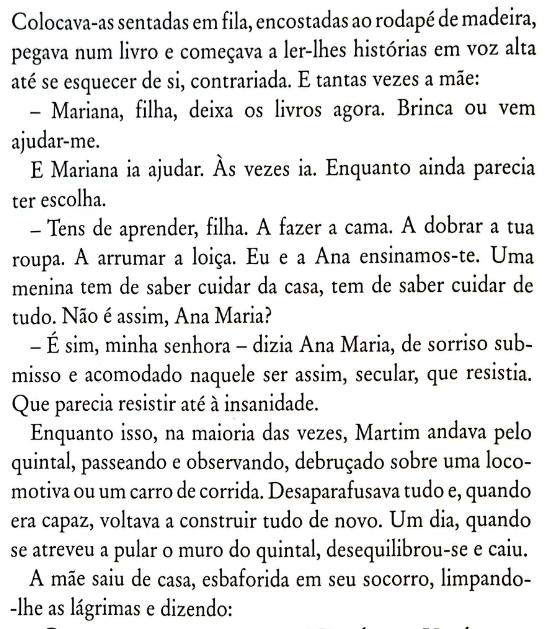 Colocava-as sentadas em fila, encostadas ao rodapé de madeira,
pegava num livro e começava a ler-lhes histórias em voz alta
até se esquecer de si, contrariada. E tantas vezes a mãe:
– Mariana, filha, deixa os livros agora. Brinca ou vem
ajudar-me.
E Mariana ia ajudar. Às vezes ia. Enquanto ainda parecia
ter escolha.
– Tens de aprender, filha. A fazer a cama. A dobrar a tua
roupa. A arrumar a loiça. Eu e a Ana ensinamos-te. Uma
menina tem de saber cuidar da casa, tem de saber cuidar de
tudo. Não é assim, Ana Maria?
– É sim, minha senhora – dizia Ana Maria, de sorriso sub-
misso e acomodado naquele ser assim, secular, que resistia.
Que parecia resistir até à insanidade.
Enquanto isso, na maioria das vezes, Martim andava pelo
quintal, passeando e observando, debruçado sobre uma loco-
motiva ou um carro de corrida. Desaparafusava tudo e, quando
era capaz, voltava a construir tudo de novo. Um dia, quando
se atreveu a pular o muro do quintal, desequilibrou-se e caiu.
A mãe saiu de casa, esbaforida em seu socorro, limpando-
-lhe as lágrimas e dizendo: